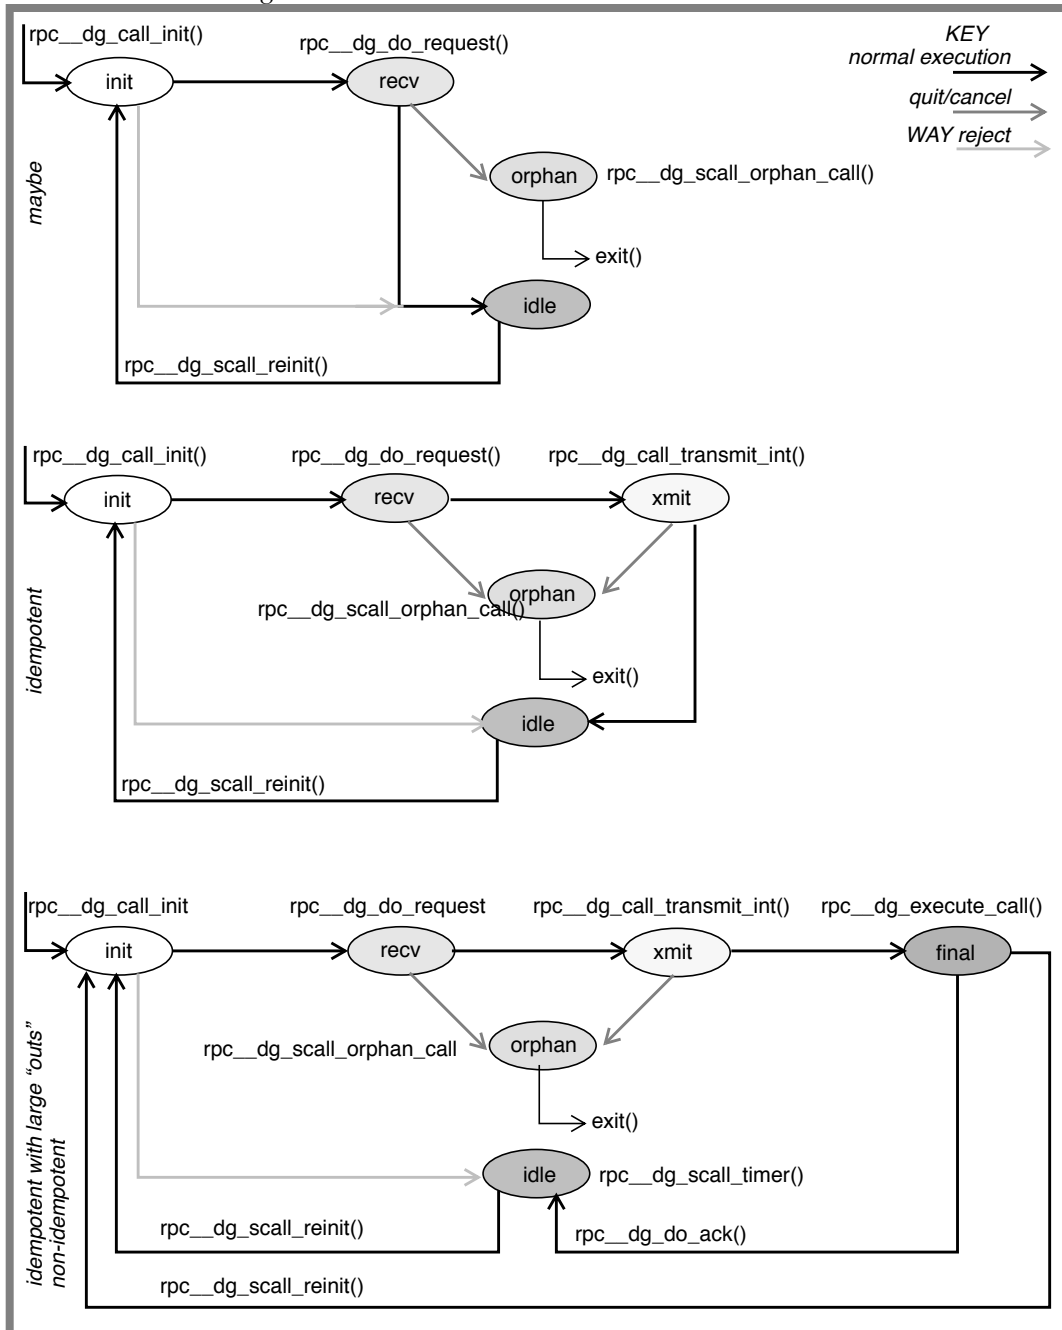 KEY
rpc__dg_call_init()
rpc__dg_do_request()
normal execution
init
recv
quit/cancel
WAY reject
maybe
orphan
rpc__dg_scall_orphan_call()
exit()
idle
rpc__dg_scall_reinit()
rpc__dg_call_init()
rpc__dg_do_request()
rpc__dg_call_transmit_int()
init
recv
xmit
idempotent
orphan
rpc__dg_scall_orphan_call()
exit()
idle
rpc__dg_scall_reinit()
rpc__dg_call_init
rpc__dg_do_request
rpc__dg_call_transmit_int()
rpc__dg_execute_call()
init
recv
xmit
final
idempotent with large “outs”
non-idempotent
rpc__dg_scall_orphan_call
orphan
exit()
idle
rpc__dg_scall_timer()
rpc__dg_scall_reinit()
rpc__dg_do_ack()
rpc__dg_scall_reinit()